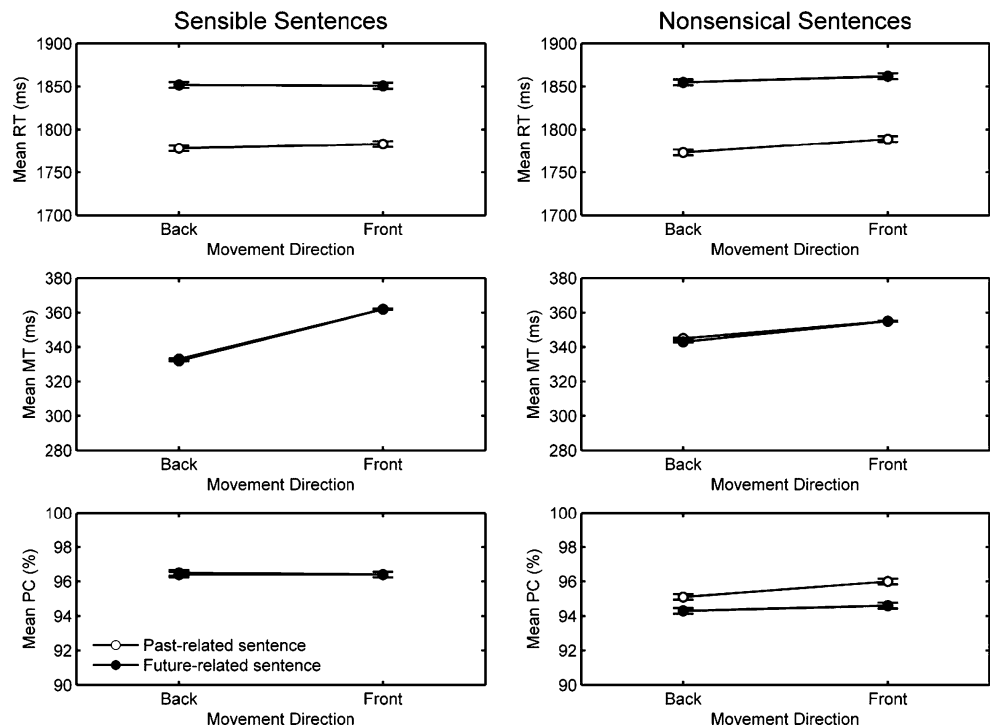 Sensible Sentences
Nonsensical Sentences
Mean RT (ms)
1900
1850
1800
1750
1700
Back
Front
Movement Direction
Mean RT (ms)
1900
1850
1800
1750
1700
Back
Front
Movement Direction
Mean MT (ms)
380
360
340
320
300
280
Back
Front
Movement Direction
Mean MT (ms)
380
360
340
320
300
280
Back
Front
Movement Direction
Mean PC (%)
100
98
96
94
92
90
Past-related sentence
Future-related sentence
Back
Front
Movement Direction
Mean PC (%)
100
98
96
94
92
90
Back
Front
Movement Direction